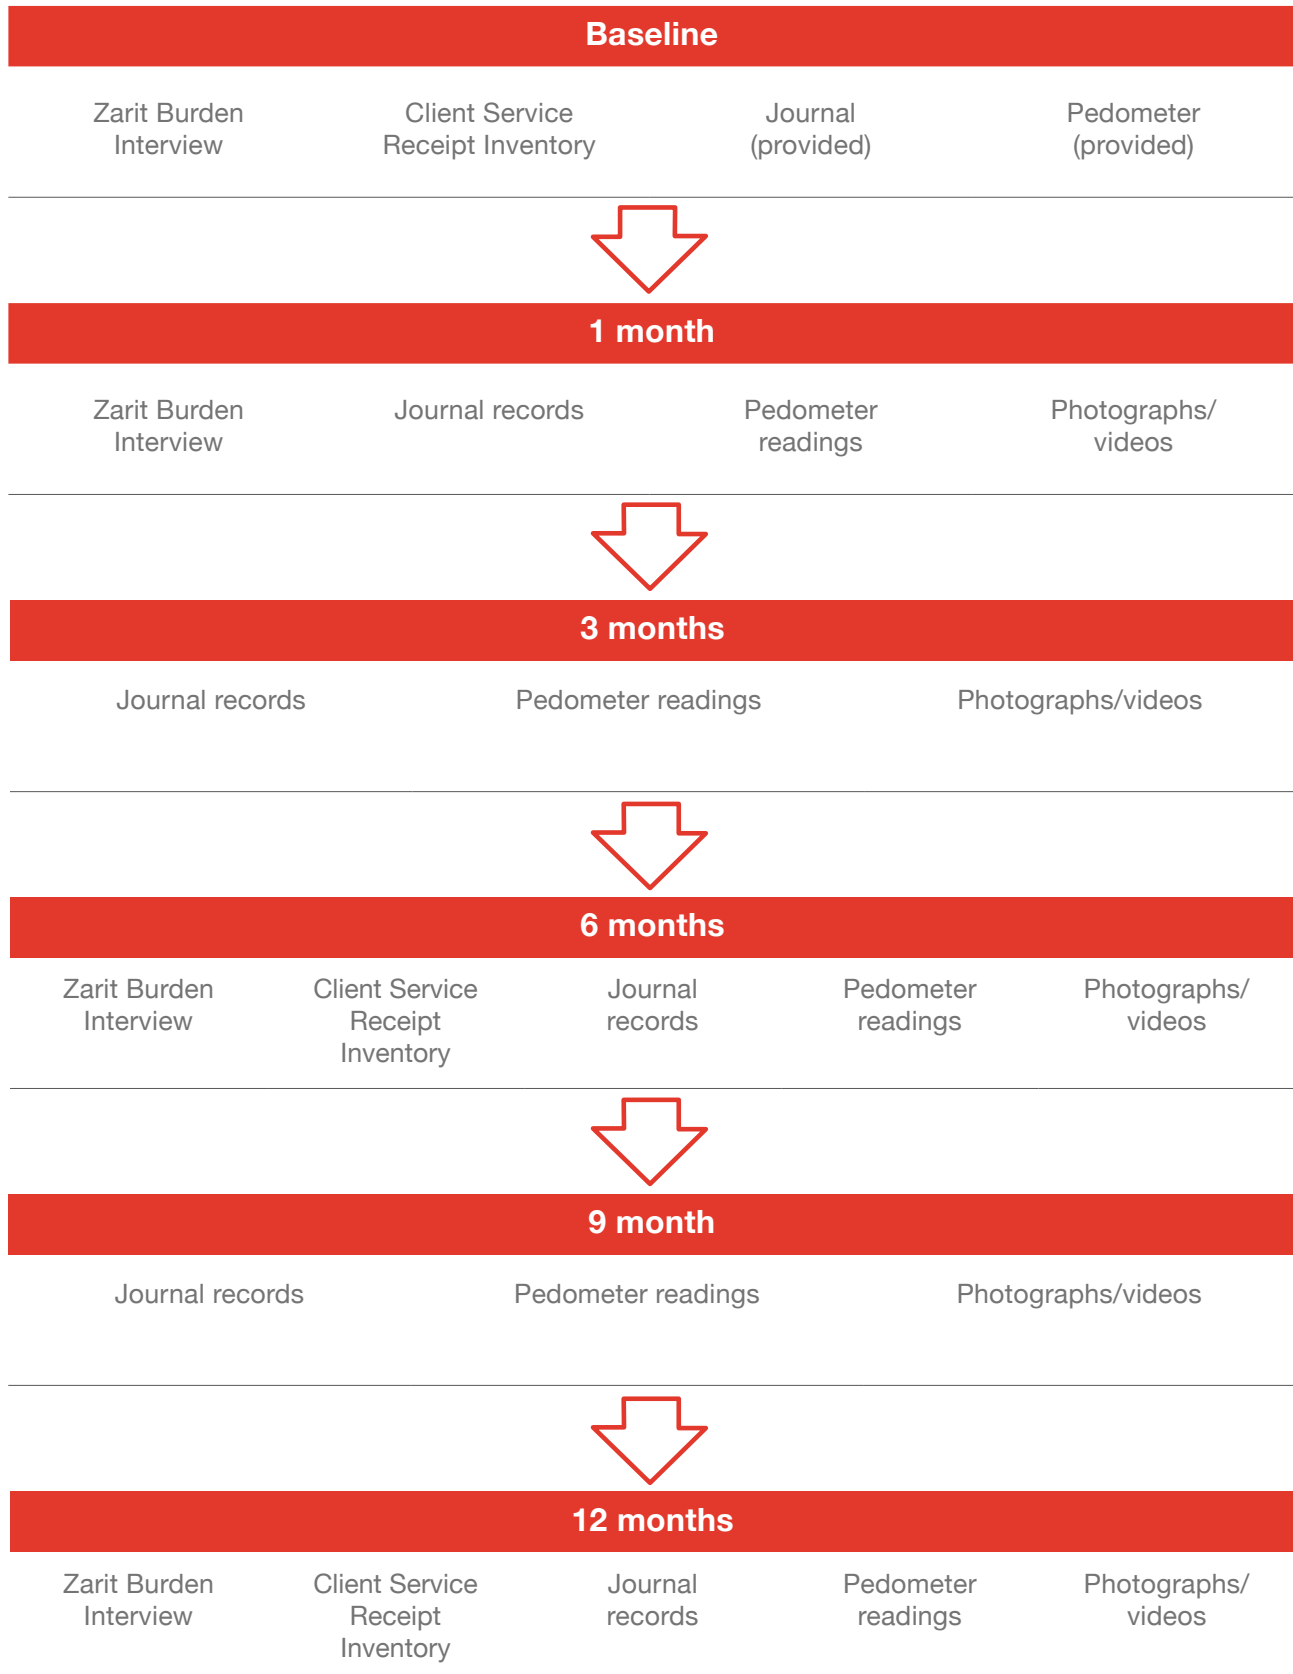 Baseline
Zarit Burden
Interview
Client Service
Receipt Inventory
Journal
(provided)
Pedometer
(provided)
1 month
Zarit Burden
Interview
Journal records
Pedometer
readings
Photographs/
videos
3 months
Journal records
Pedometer readings
Photographs/videos
6 months
Zarit Burden
Interview
Client Service
Receipt
Inventory
Journal
records
Pedometer
readings
Photographs/
videos
9 month
Journal records
Pedometer readings
Photographs/videos
12 months
Zarit Burden
Interview
Client Service
Receipt
Inventory
Journal
records
Pedometer
readings
Photographs/
videos